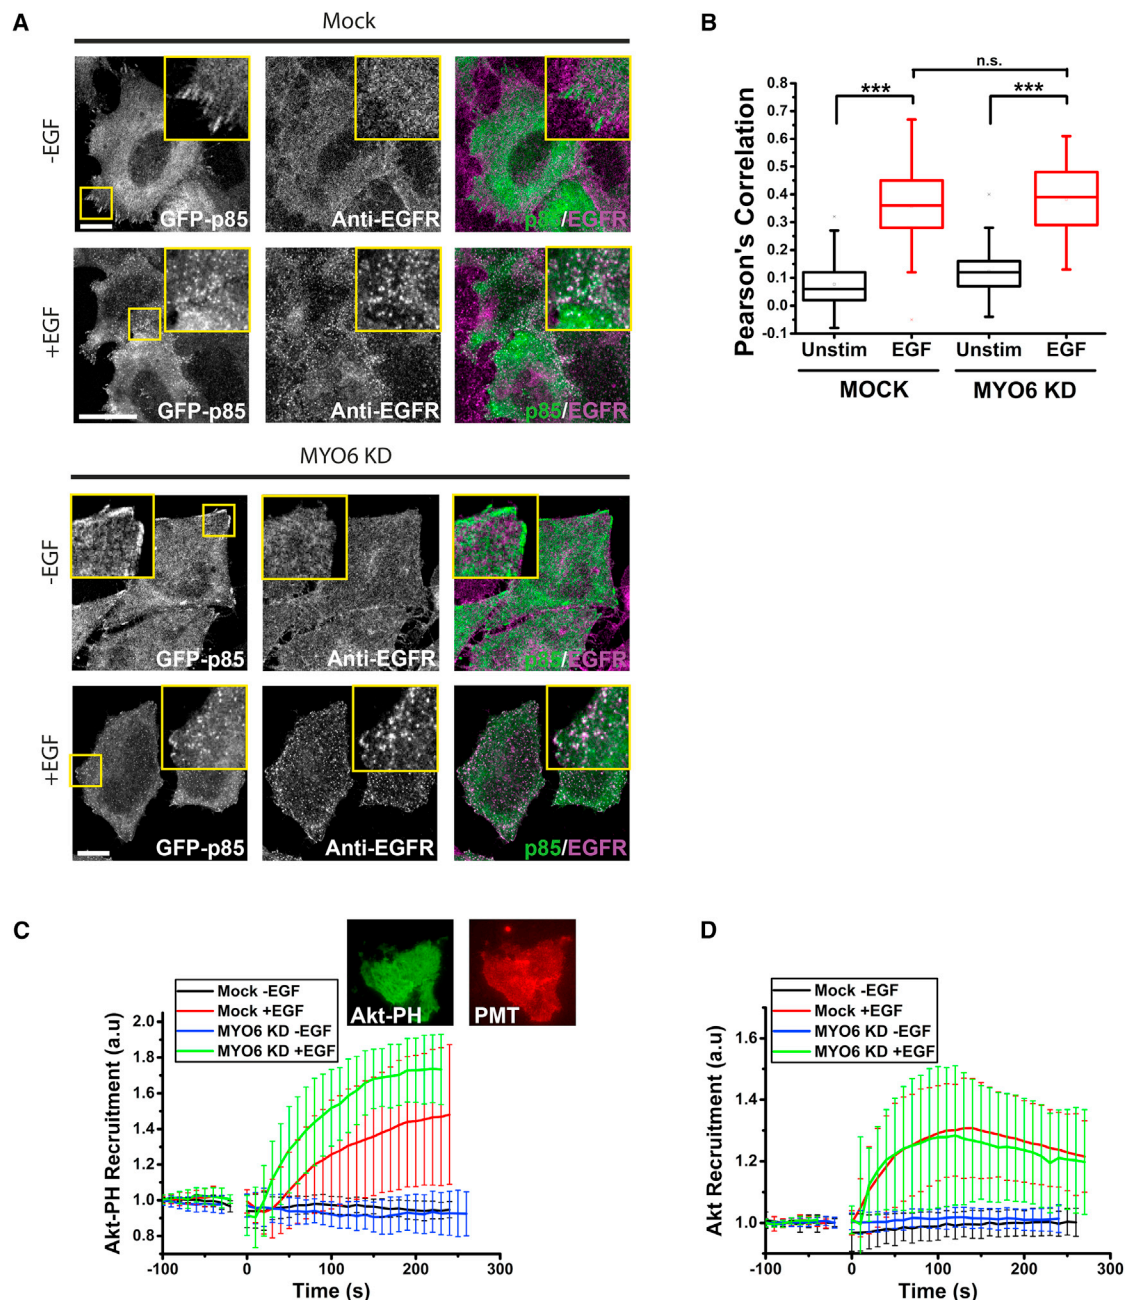 A
Mock
-EGF
GFP-p85
Anti-EGFR
p85/EGFR
+EGF
GFP-p85
Anti-EGFR
p85/EGFR
MYO6 KD
-EGF
GFP-p85
Anti-EGFR
p85/EGFR
+EGF
GFP-p85
Anti-EGFR
p85/EGFR
B
Pearson's Correlation
0.8
0.7
0.6
0.5
0.4
0.3
0.2
0.1
0.0
-0.1
***
n.s.
***
Unstim
EGF
Unstim
EGF
MOCK
MYO6 KD
C
Akt-PH
PMT
Mock -EGF
Mock +EGF
MYO6 KD -EGF
MYO6 KD +EGF
Akt-PH Recruitment (a.u)
2.0
1.8
1.6
1.4
1.2
1.0
0.8
-100
0
100
200
300
Time (s)
D
Mock -EGF
Mock +EGF
MYO6 KD -EGF
MYO6 KD +EGF
Akt Recruitment (a.u)
1.6
1.4
1.2
1.0
-100
0
100
200
300
Time (s)